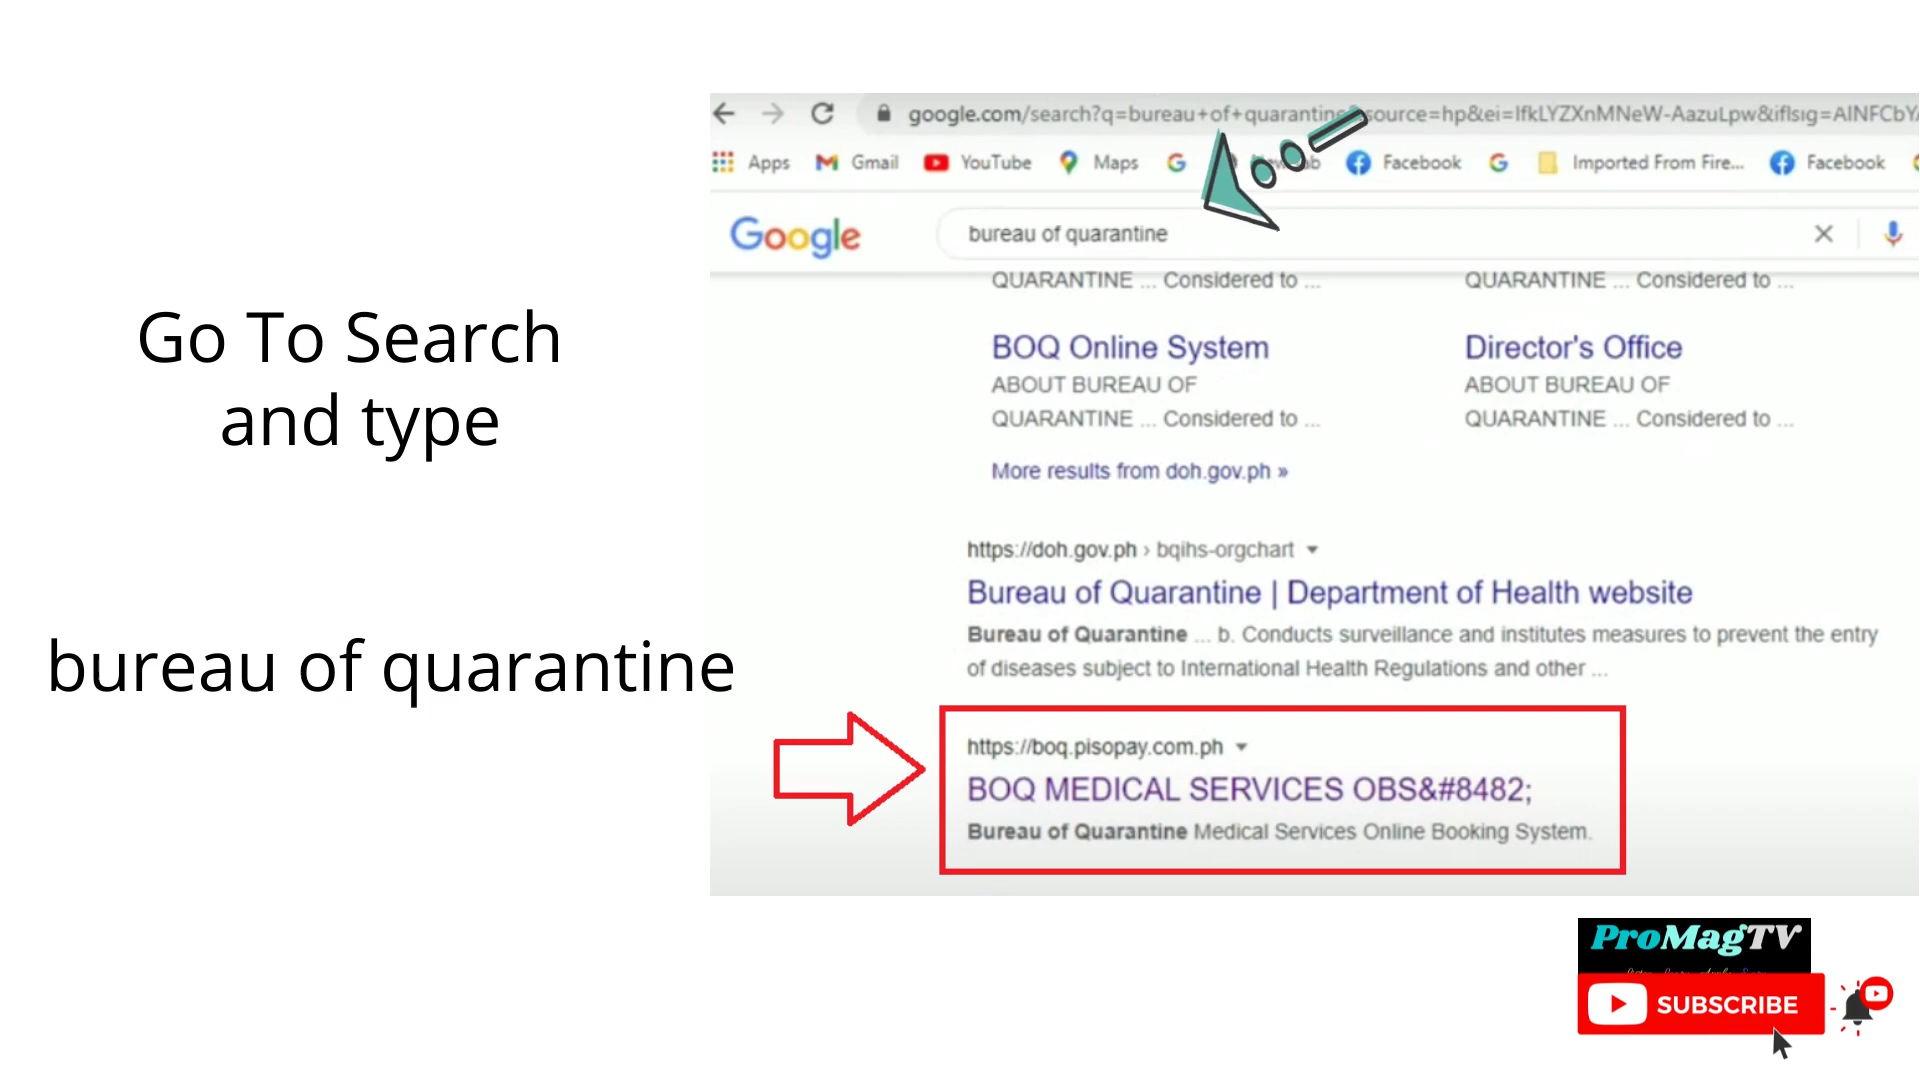 Go To Search
and type
bureau of quarantine
google.com/search?q=bureau+of+quarantine source=hp&ei=IfkLYZXnMNeW-AazuLpw&iflsig=AINFCbY
Apps Gmail YouTube Maps Facebook Imported From Fire... Facebook
Google bureau of quarantine
QUARANTINE ... Considered to ... QUARANTINE ... Considered to ...
BOQ Online System Director's Office
ABOUT BUREAU OF ABOUT BUREAU OF
QUARANTINE ... Considered to ... QUARANTINE ... Considered to ...
More results from doh.gov.ph »
https://doh.gov.ph › bqihs-orgchart
Bureau of Quarantine | Department of Health website
Bureau of Quarantine ... b. Conducts surveillance and institutes measures to prevent the entry
of diseases subject to International Health Regulations and other ...
https://boq.pisopay.com.ph
BOQ MEDICAL SERVICES OBS&#8482;
Bureau of Quarantine Medical Services Online Booking System.
ProMagTV
SUBSCRIBE